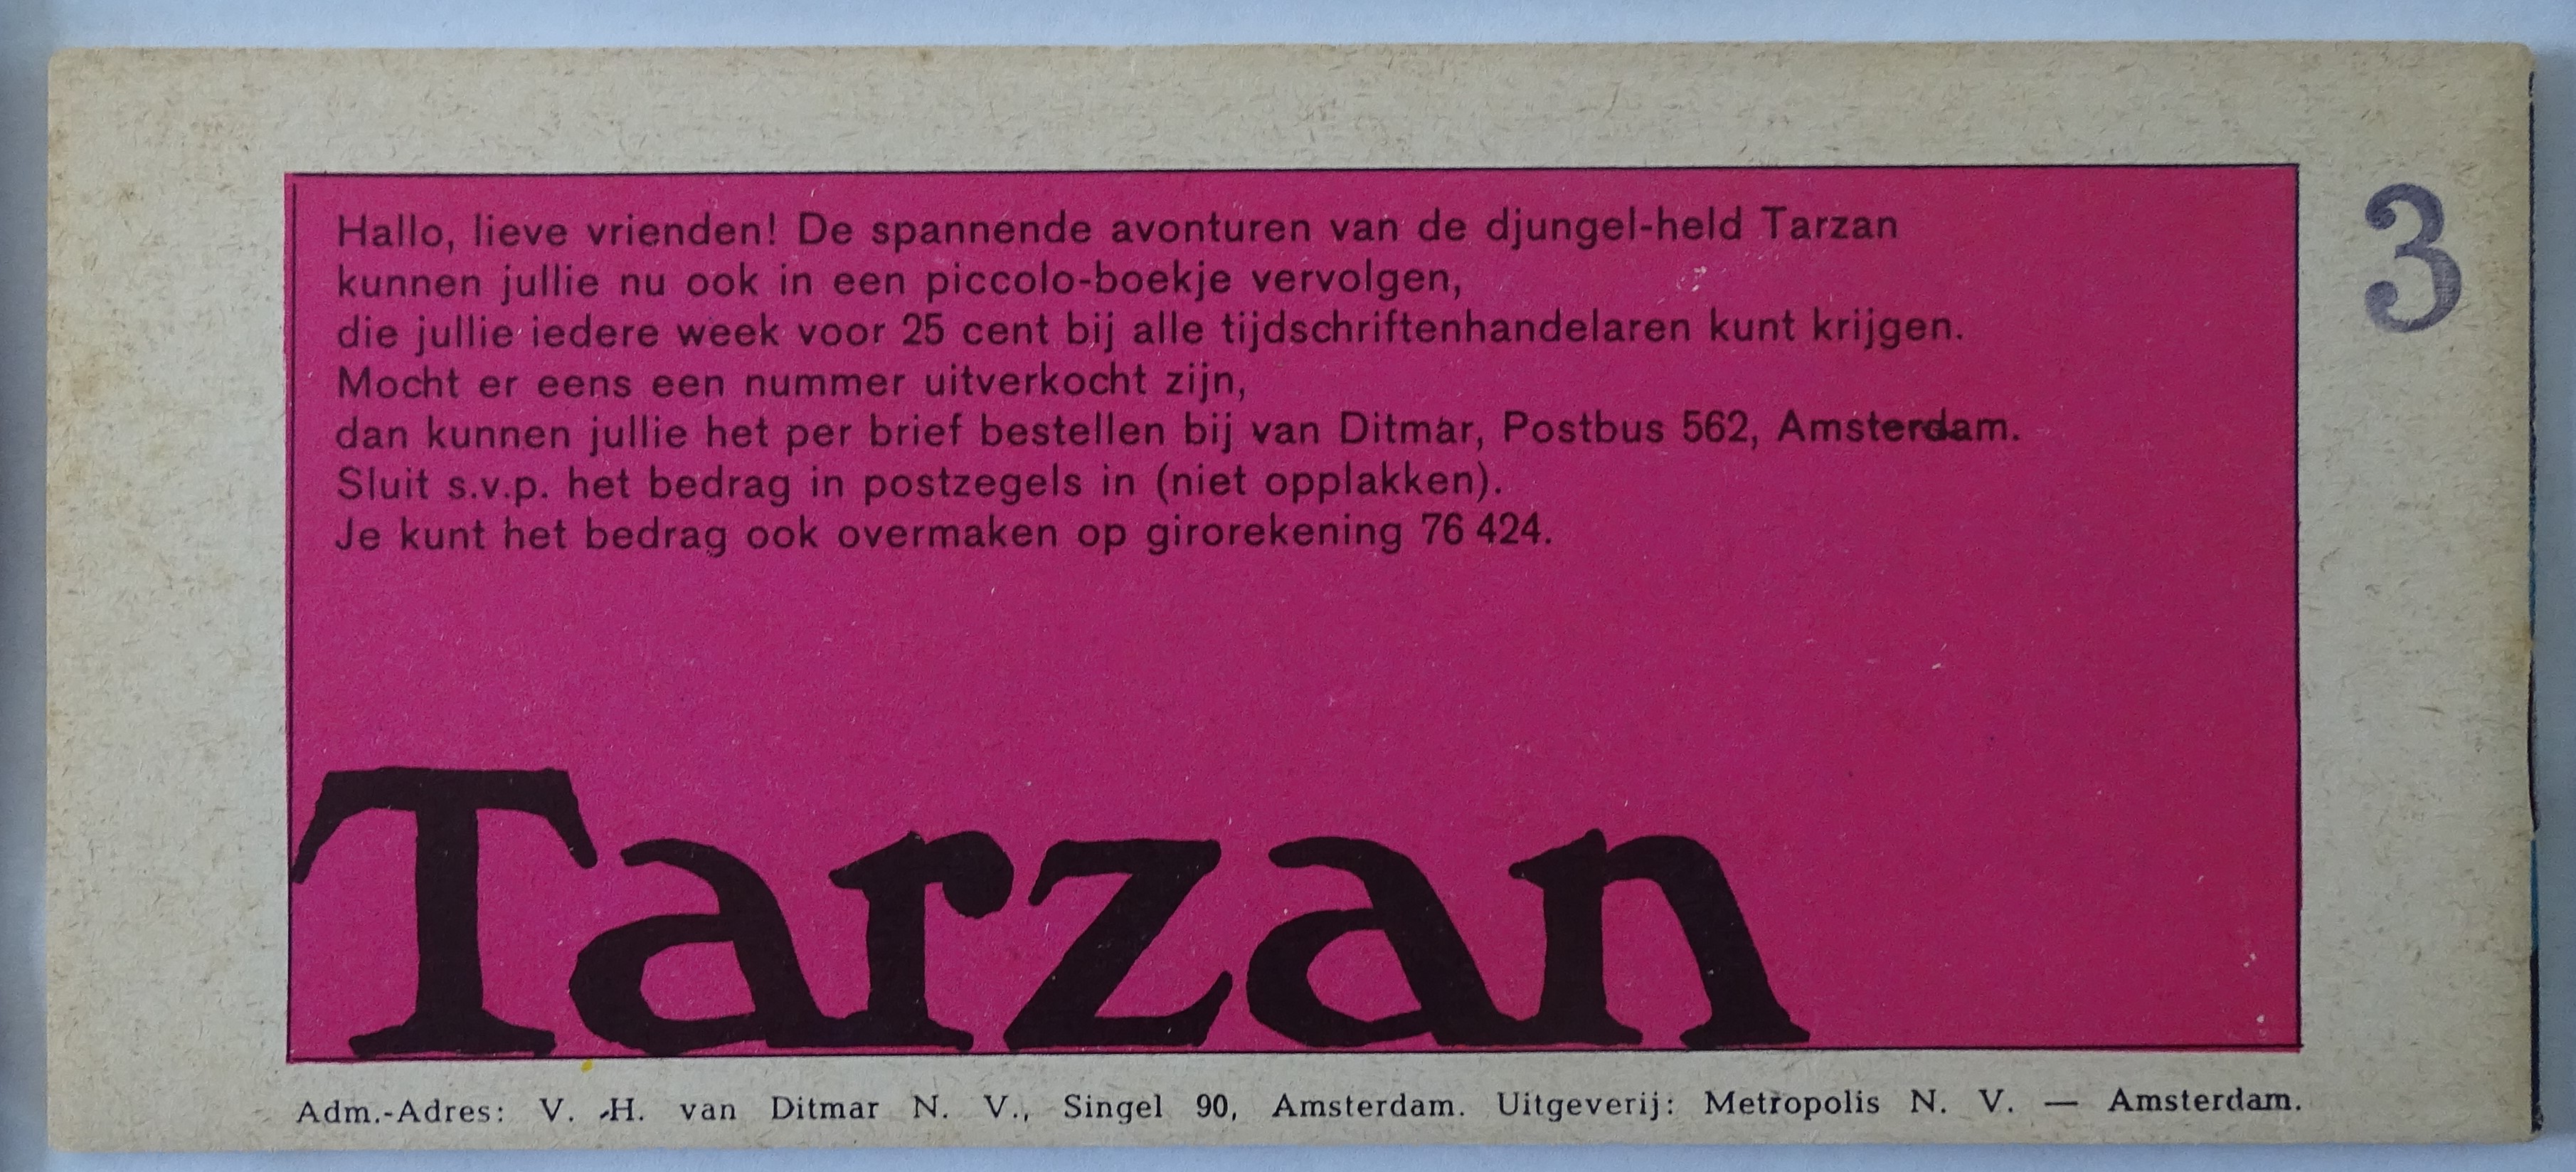 Hallo, lieve vrienden! De spannende avonturen van de djungel-held Tarzan
kunnen jullie nu ook in een piccolo-boekje vervolgen,
die jullie iedere week voor 25 cent bij alle tijdschriftenhandelaren kunt krijgen.
Mocht er eens een nummer uitverkocht zijn,
dan kunnen jullie het per brief bestellen bij van Ditmar, Postbus 562, Amsterdam.
Sluit s.v.p. het bedrag in postzegels in (niet opplakken).
Je kunt het bedrag ook overmaken op girorekening 76 424.
3
Tarzan
Adm.-Adres: V. H. van Ditmar N. V., Singel 90, Amsterdam. Uitgeverij: Metropolis N. V. — Amsterdam.